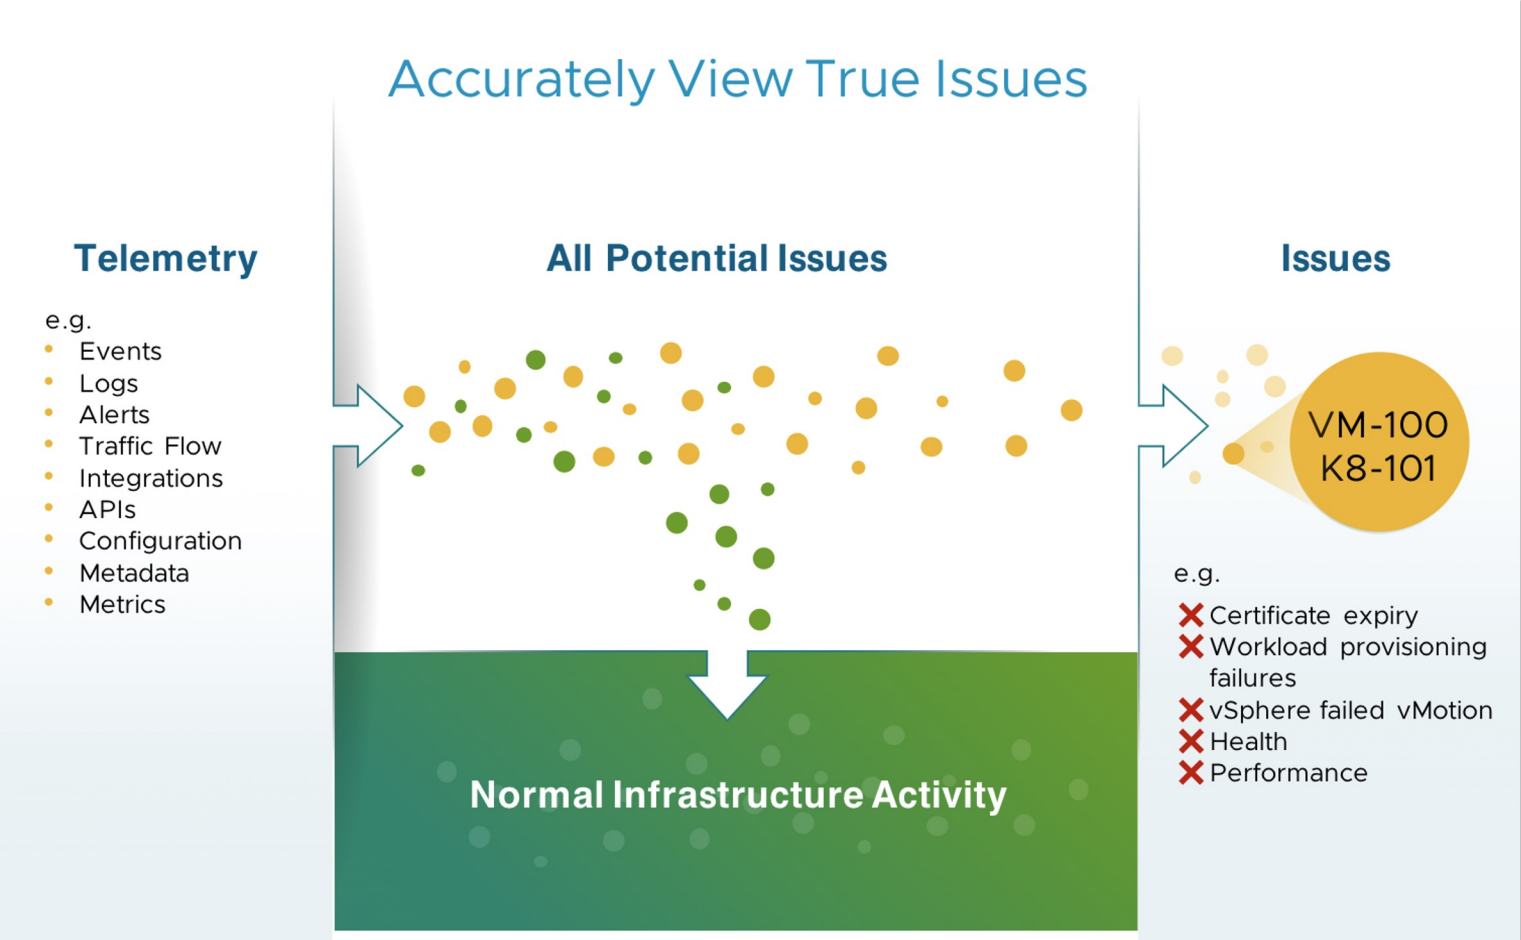 Accurately View True Issues
Telemetry
e.g.
Events
Logs
Alerts
Traffic Flow
Integrations
APIs
Configuration
Metadata
Metrics
All Potential Issues
Normal Infrastructure Activity
Issues
VM-100
K8-101
e.g.
Certificate expiry
Workload provisioning
failures
vSphere failed vMotion
Health
Performance